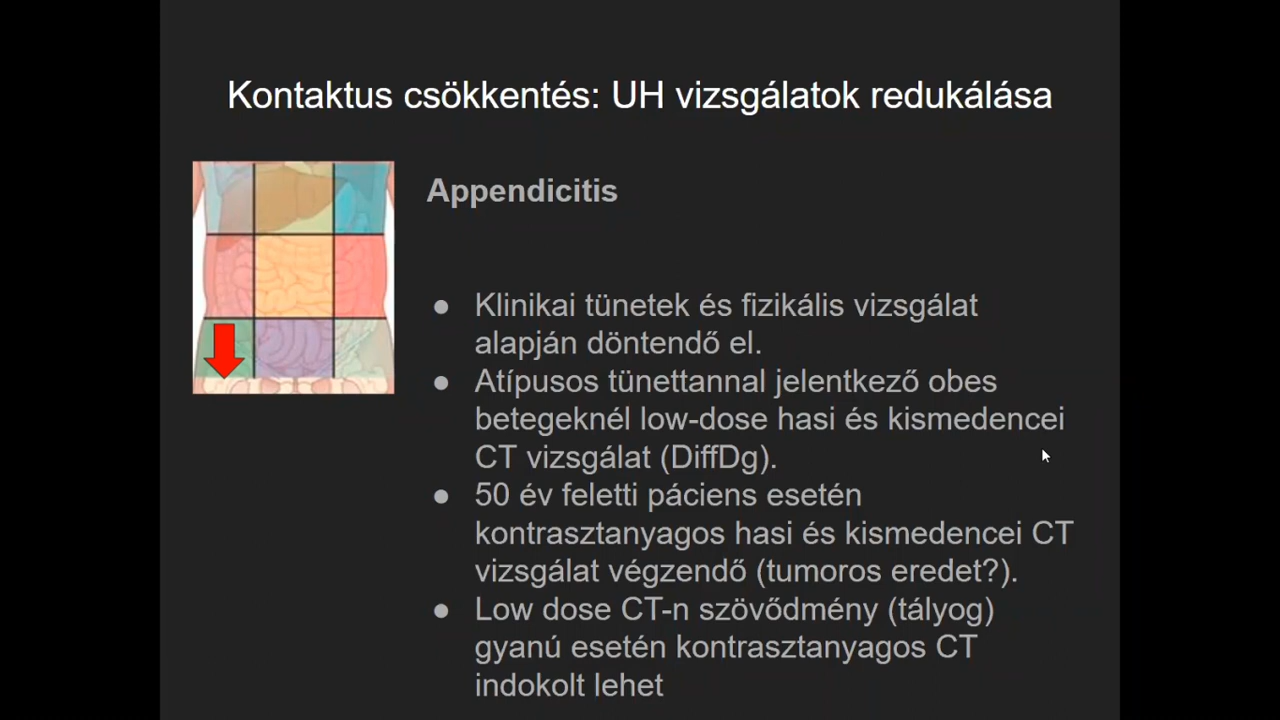 Kontaktus csökkentés: UH vizsgálatok redukálása
Appendicitis
● Klinikai tünetek és fizikális vizsgálat
alapján döntendő el.
● Atípusos tünettannal jelentkező obes
betegeknél low-dose hasi és kismedencei
CT vizsgálat (DiffDg).
● 50 év feletti páciens esetén
kontrasztanyagos hasi és kismedencei CT
vizsgálat végzendő (tumoros eredet?).
● Low dose CT-n szövődmény (tályog)
gyanú esetén kontrasztanyagos CT
indokolt lehet